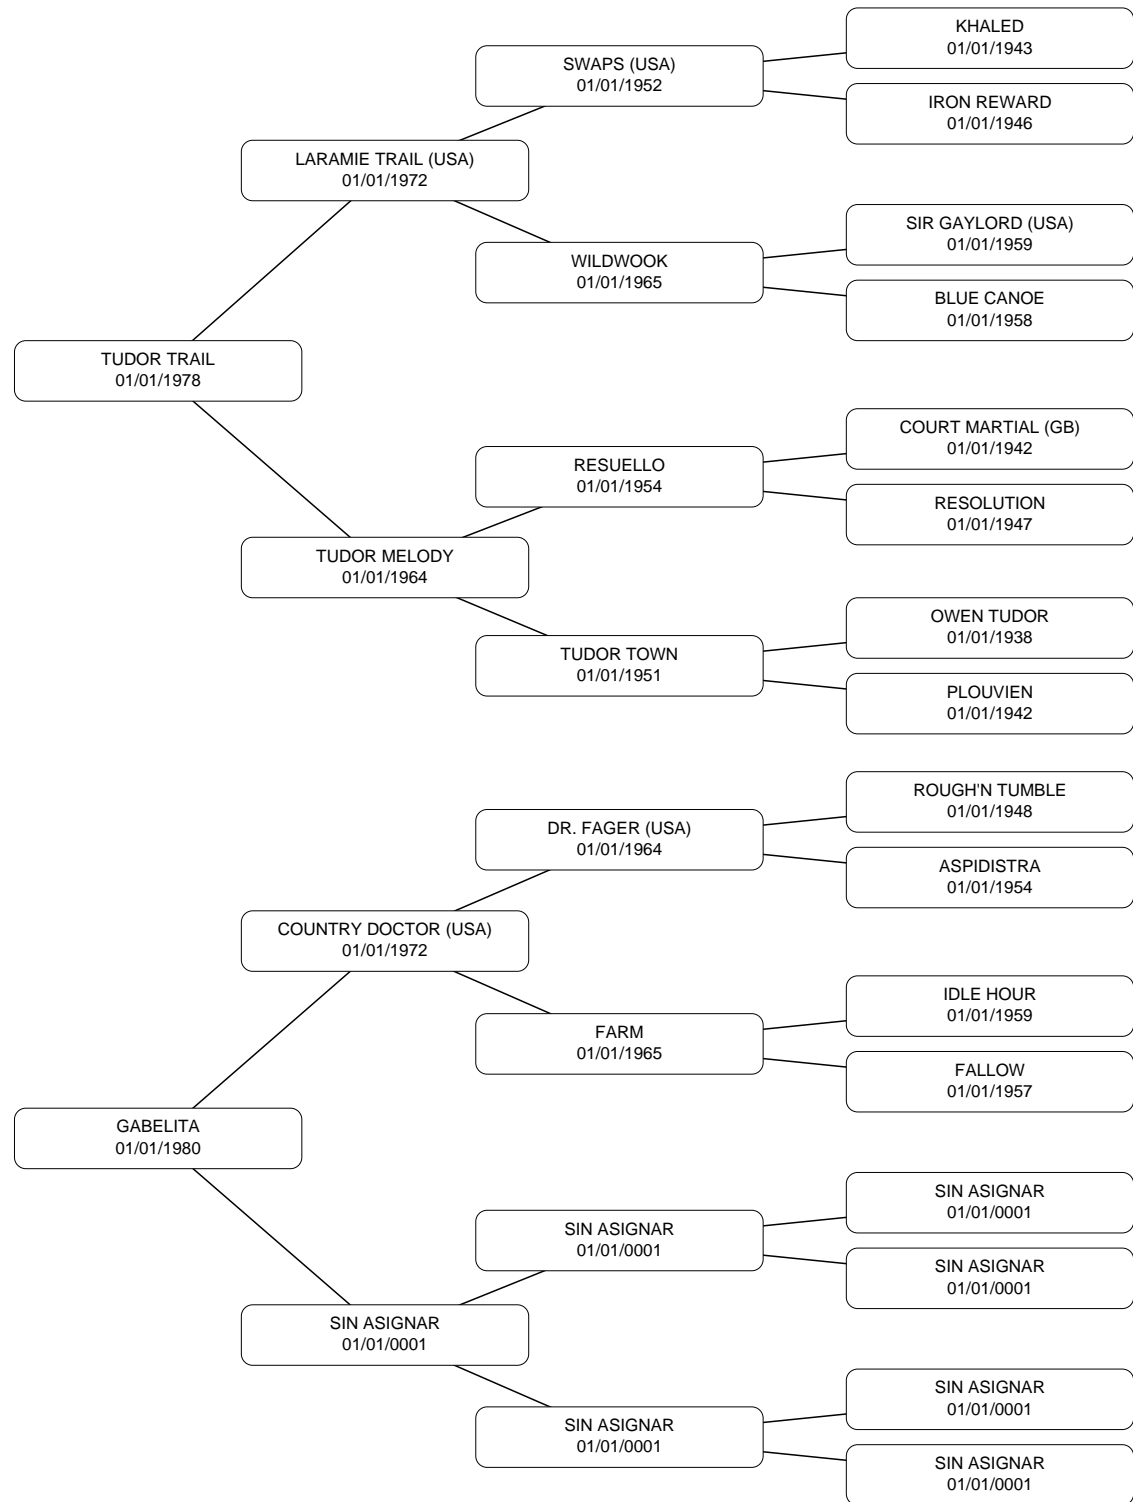 KHALED
01/01/1943
SWAPS (USA)
01/01/1952
IRON REWARD
01/01/1946
LARAMIE TRAIL (USA)
01/01/1972
SIR GAYLORD (USA)
01/01/1959
WILDWOOK
01/01/1965
BLUE CANOE
01/01/1958
TUDOR TRAIL
01/01/1978
COURT MARTIAL (GB)
01/01/1942
RESUELLO
01/01/1954
RESOLUTION
01/01/1947
TUDOR MELODY
01/01/1964
OWEN TUDOR
01/01/1938
TUDOR TOWN
01/01/1951
PLOUVIEN
01/01/1942
ROUGH'N TUMBLE
01/01/1948
DR. FAGER (USA)
01/01/1964
ASPIDISTRA
01/01/1954
COUNTRY DOCTOR (USA)
01/01/1972
IDLE HOUR
01/01/1959
FARM
01/01/1965
FALLOW
01/01/1957
GABELITA
01/01/1980
SIN ASIGNAR
01/01/0001
SIN ASIGNAR
01/01/0001
SIN ASIGNAR
01/01/0001
SIN ASIGNAR
01/01/0001
SIN ASIGNAR
01/01/0001
SIN ASIGNAR
01/01/0001
SIN ASIGNAR
01/01/0001